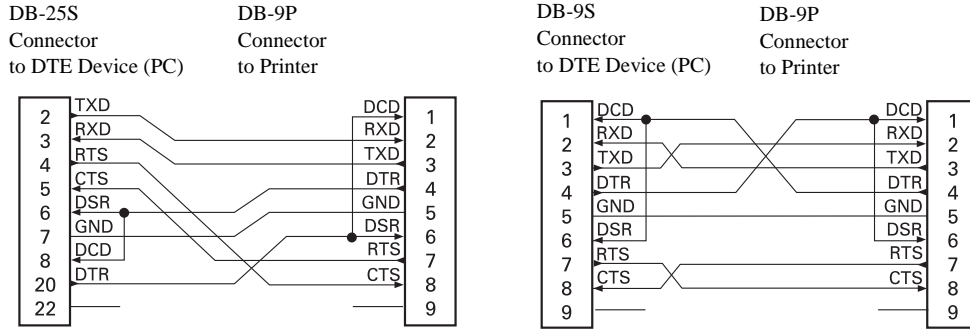 DB-25S
Connector
to DTE Device (PC)
DB-9P
Connector
to Printer
2 TXD
3 RXD
4 RTS
5 CTS
6 DSR
7 GND
8 DCD
20 DTR
22
DCD 1
RXD 2
TXD 3
DTR 4
GND 5
DSR 6
RTS 7
CTS 8
9
DB-9S
Connector
to DTE Device (PC)
DB-9P
Connector
to Printer
1 DCD
2 RXD
3 TXD
4 DTR
5 GND
6 DSR
7 RTS
8 CTS
9
DCD 1
RXD 2
TXD 3
DTR 4
GND 5
DSR 6
RTS 7
CTS 8
9